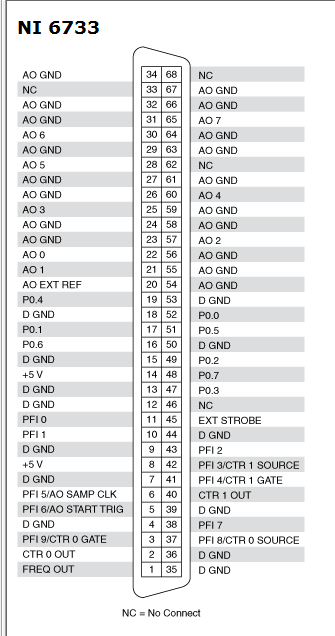 NI 6733
AO GND 34 68 NC
NC 33 67 AO GND
AO GND 32 66 AO GND
AO GND 31 65 AO 7
AO 6 30 64 AO GND
AO GND 29 63 AO GND
AO 5 28 62 NC
AO GND 27 61 AO GND
AO GND 26 60 AO 4
AO 3 25 59 AO GND
AO GND 24 58 AO GND
AO GND 23 57 AO 2
AO 0 22 56 AO GND
AO 1 21 55 AO GND
AO EXT REF 20 54 AO GND
P0.4 19 53 D GND
D GND 18 52 P0.0
P0.1 17 51 P0.5
P0.6 16 50 D GND
D GND 15 49 P0.2
+5 V 14 48 P0.7
D GND 13 47 P0.3
D GND 12 46 NC
PFI 0 11 45 EXT STROBE
PFI 1 10 44 D GND
D GND 9 43 PFI 2
+5 V 8 42 PFI 3/CTR 1 SOURCE
D GND 7 41 PFI 4/CTR 1 GATE
PFI 5/AO SAMP CLK 6 40 CTR 1 OUT
PFI 6/AO START TRIG 5 39 D GND
D GND 4 38 PFI 7
PFI 9/CTR 0 GATE 3 37 PFI 8/CTR 0 SOURCE
CTR 0 OUT 2 36 D GND
FREQ OUT 1 35 D GND
NC = No Connect